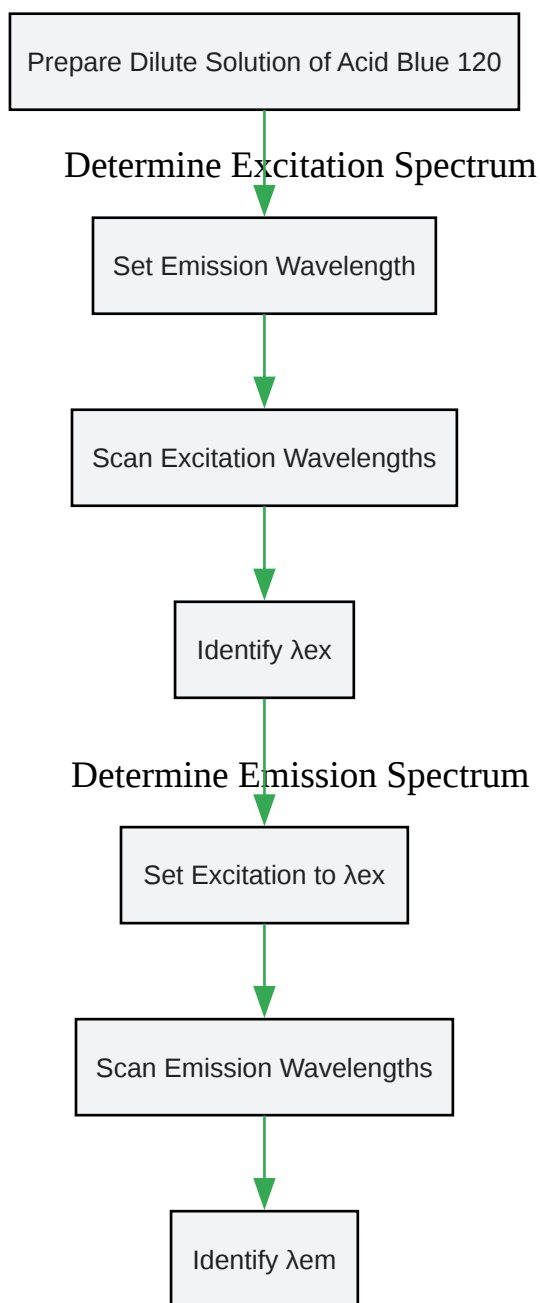 Prepare Dilute Solution of Acid Blue 120
Determine Excitation Spectrum
Set Emission Wavelength
Scan Excitation Wavelengths
Identify λex
Determine Emission Spectrum
Set Excitation to λex
Scan Emission Wavelengths
Identify λem